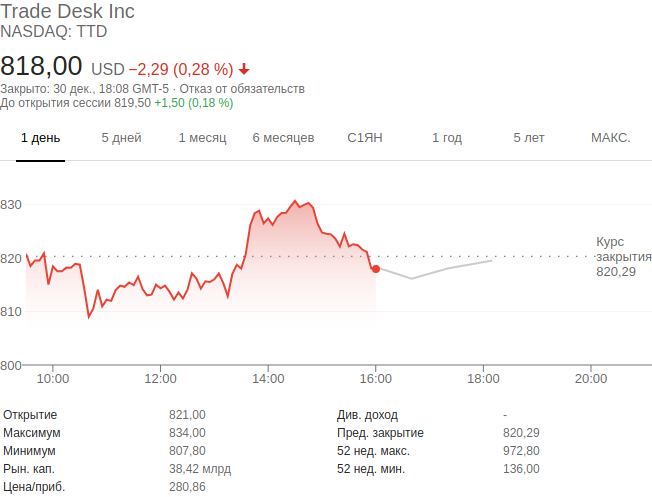 Trade Desk Inc
NASDAQ: TTD
818,00 USD −2,29 (0,28 %)
Закрыто: 30 дек., 18:08 GMT-5 · Отказ от обязательств
До открытия сессии 819,50 +1,50 (0,18 %)
1 день 5 дней 1 месяц 6 месяцев С1ЯН 1 год 5 лет МАКС.
830
820
810
800
Курс
закрытия
820,29
10:00 12:00 14:00 16:00 18:00 20:00
Открытие 821,00 Див. доход -
Максимум 834,00 Пред. закрытие 820,29
Минимум 807,80 52 нед. макс. 972,80
Рын. кап. 38,42 млрд 52 нед. мин. 136,00
Цена/приб. 280,86